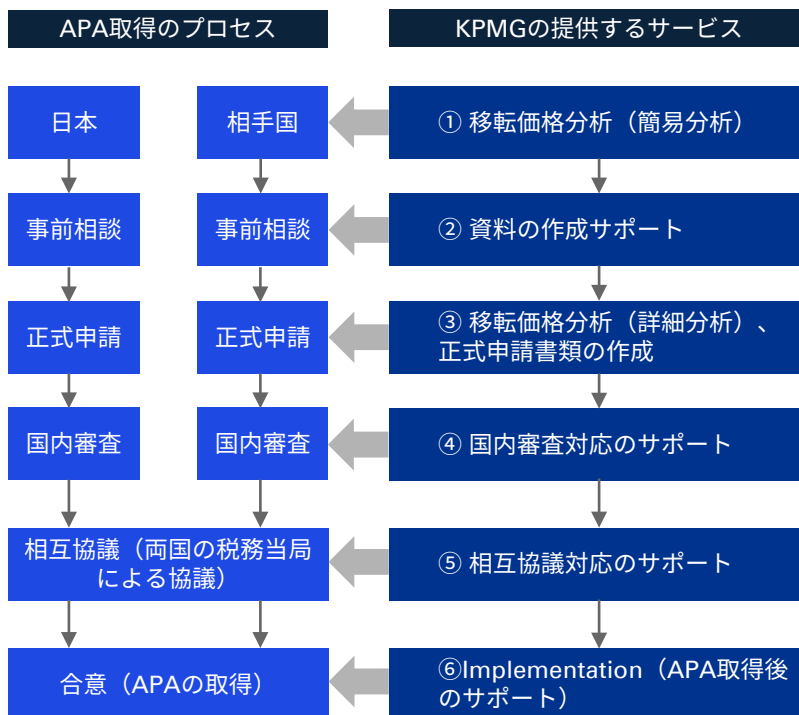 APA取得のプロセス
KPMGの提供するサービス
日本
相手国
① 移転価格分析（簡易分析）
事前相談
事前相談
② 資料の作成サポート
正式申請
正式申請
③ 移転価格分析（詳細分析）、
正式申請書類の作成
国内審査
国内審査
④ 国内審査対応のサポート
相互協議（両国の税務当局
による協議）
⑤ 相互協議対応のサポート
合意（APAの取得）
⑥Implementation（APA取得後
のサポート）